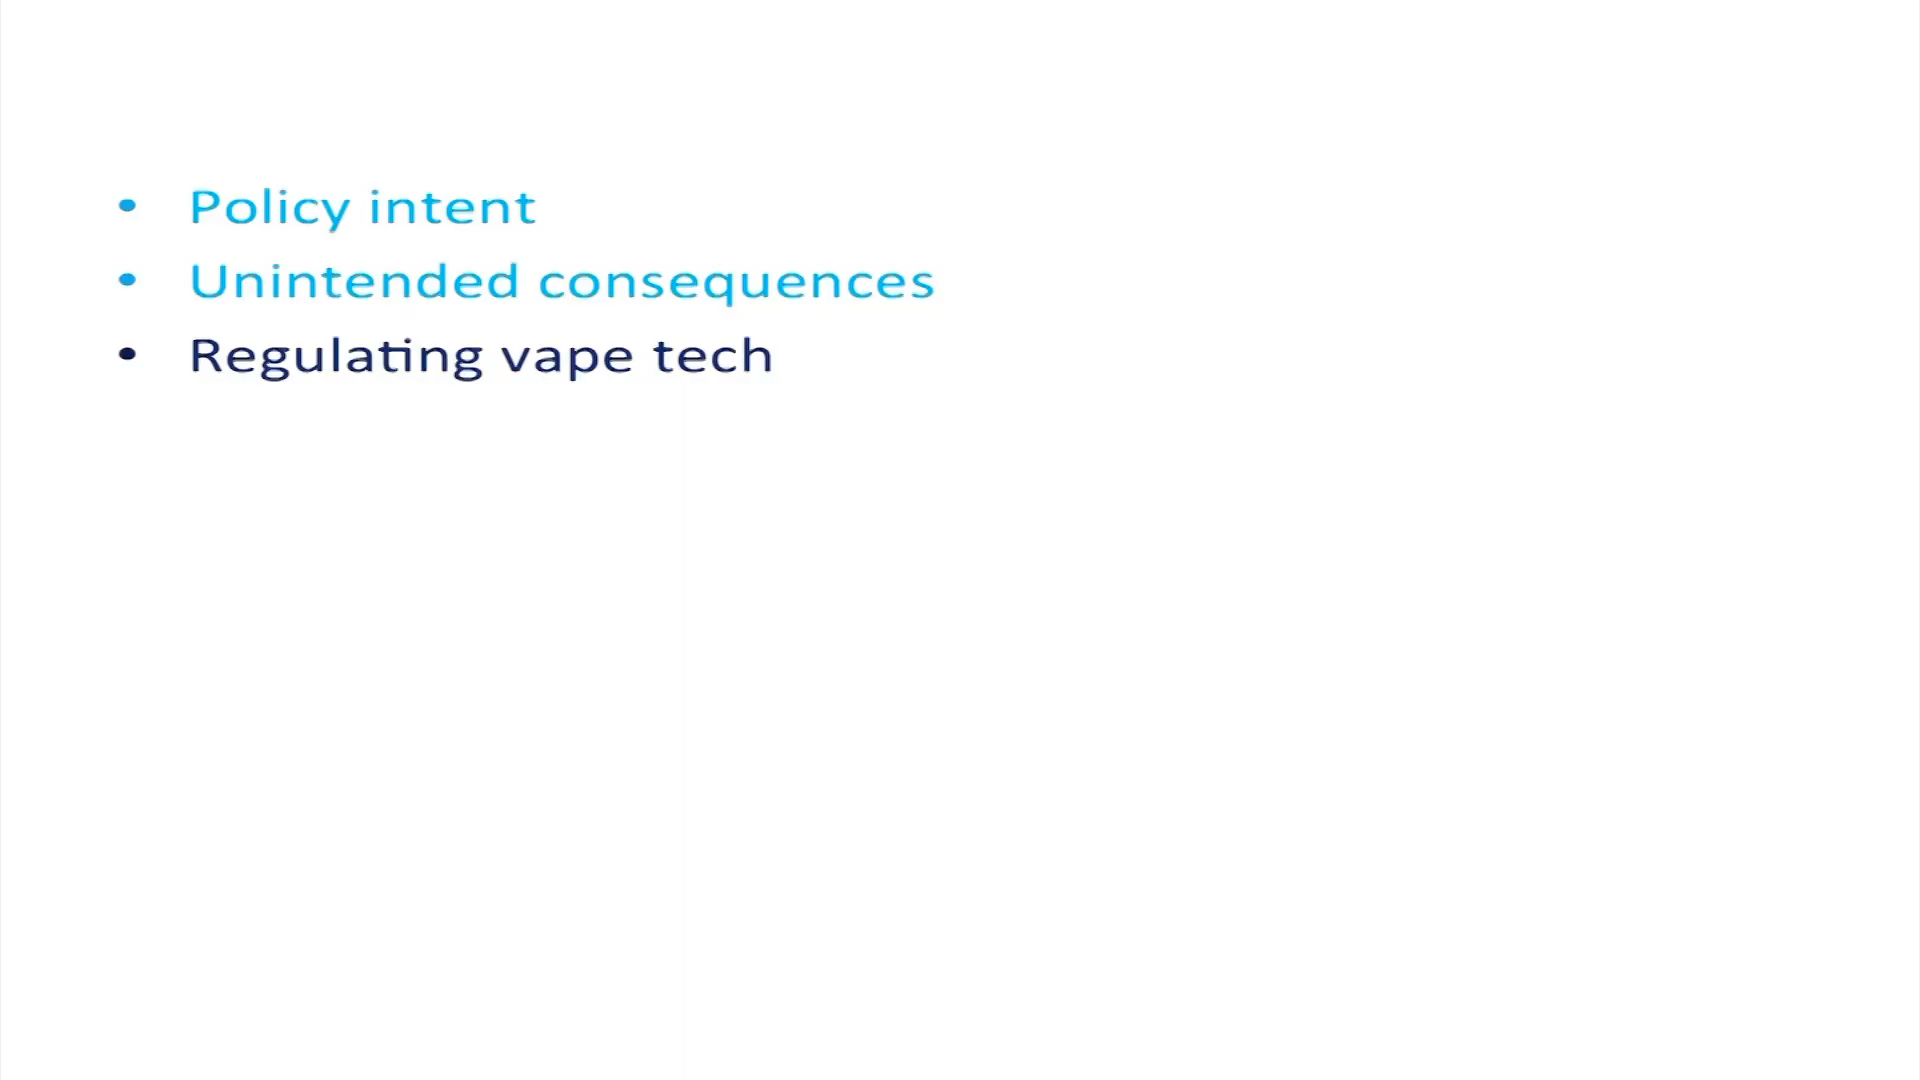 • Policy intent
• Unintended consequences
• Regulating vape tech